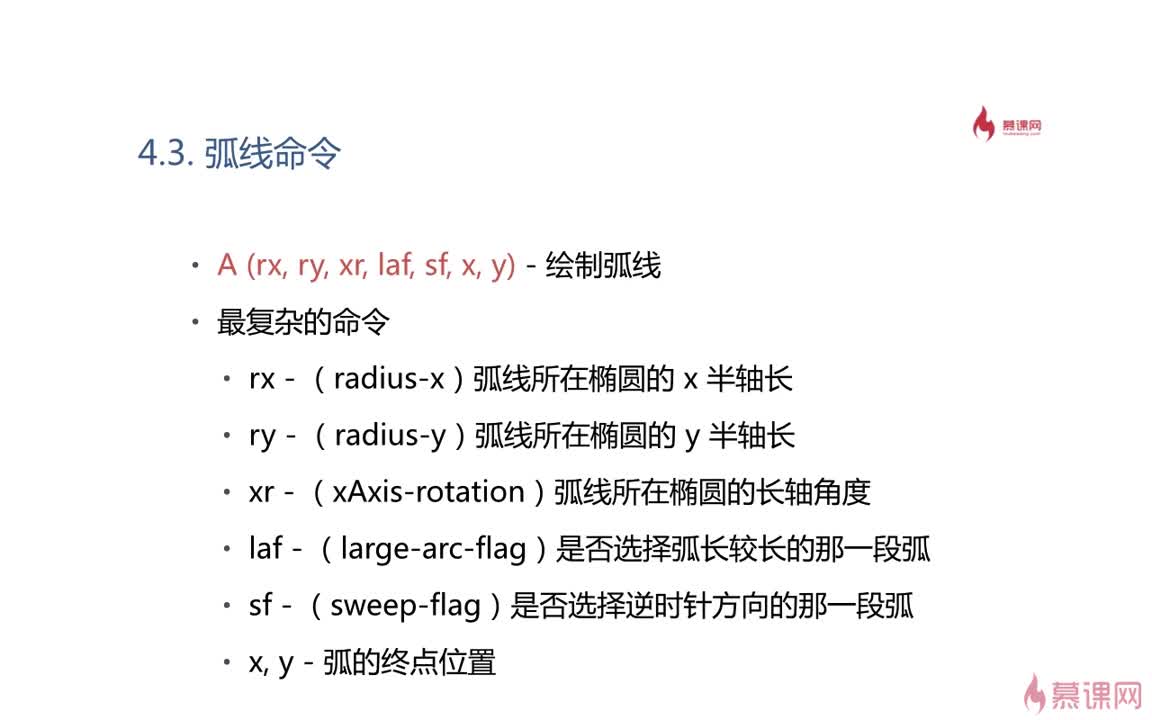 慕课网
4.3. 弧线命令
• A (rx, ry, xr, laf, sf, x, y) - 绘制弧线
• 最复杂的命令
• rx - （radius-x）弧线所在椭圆的 x 半轴长
• ry - （radius-y）弧线所在椭圆的 y 半轴长
• xr - （xAxis-rotation）弧线所在椭圆的长轴角度
• laf - （large-arc-flag）是否选择弧长较长的那一段弧
• sf - （sweep-flag）是否选择逆时针方向的那一段弧
• x, y - 弧的终点位置
慕课网